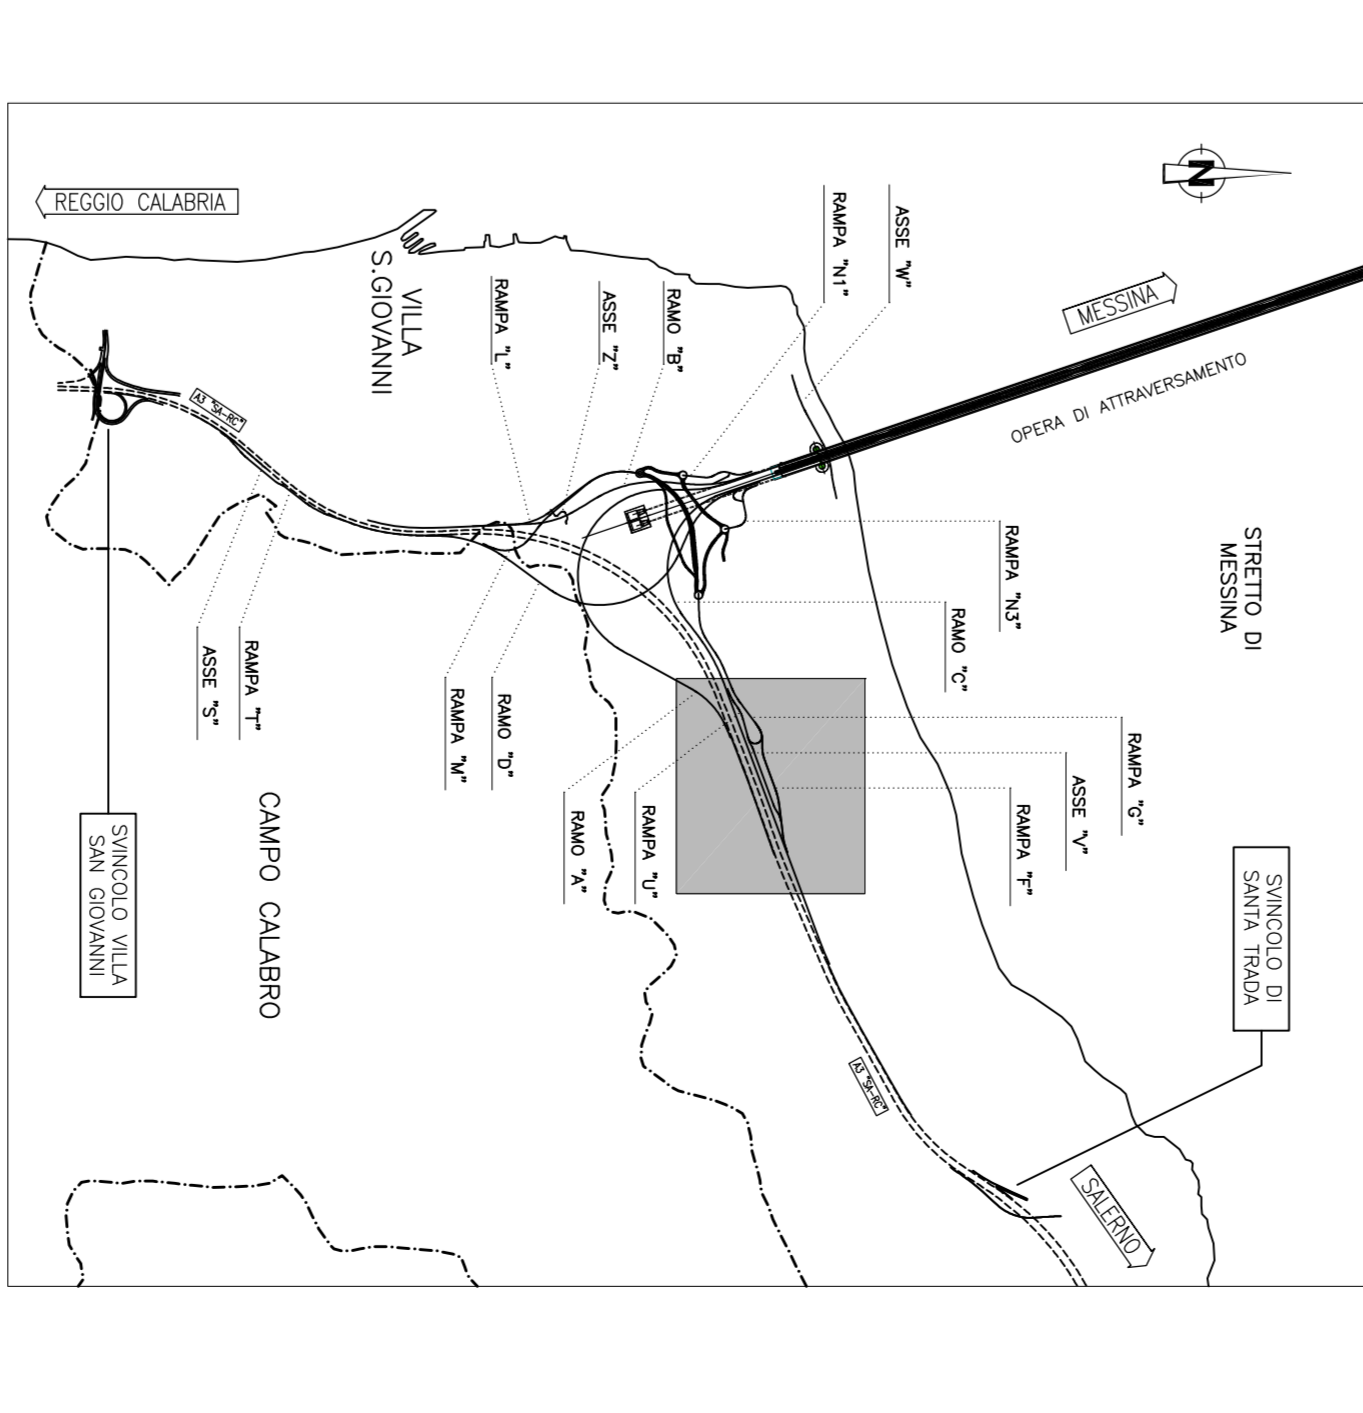 N
REGGIO CALABRIA
MESSINA
OPERA DI ATTRAVERSAMENTO
ASSE "W"
RAMPA "N1"
RAMO "B"
ASSE "Z"
RAMPA "L"
VILLA
S.GIOVANNI
A3 "SA-RC"
STRETTO DI
MESSINA
RAMPA "N3"
RAMO "C"
RAMPA "G"
ASSE "V"
RAMPA "F"
RAMPA "T"
ASSE "S"
RAMO "D"
RAMPA "M"
RAMPA "U"
RAMO "A"
CAMPO CALABRO
SVINCOLO VILLA
SAN GIOVANNI
SVINCOLO DI
SANTA TRADA
A3 "SA-RC"
SALERNO